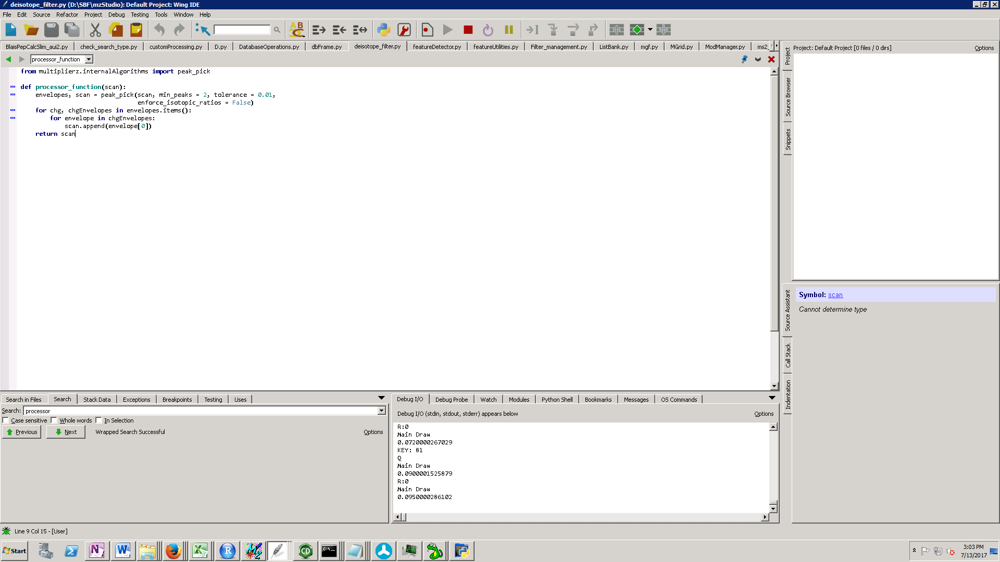 deisotope_filter.py (D:\SBF\mzStudio): Default Project: Wing IDE
File Edit Source Refactor Project Debug Testing Tools Window Help
BlaisPepCalcSlim_aui2.py check_search_type.py customProcessing.py D.py DatabaseOperations.py dbFrame.py deisotope_filter.py featureDetector.py featureUtilities.py Filter_management.py ListBank.py mgf.py MGrid.py ModManager.py ms2_
processor_function
from multiplierz.internalAlgorithms import peak_pick
def processor_function(scan):
    envelopes, scan = peak_pick(scan, min_peaks = 2, tolerance = 0.01,
                                enforce_isotopic_ratios = False)
    for chg, chgEnvelopes in envelopes.items():
        for envelope in chgEnvelopes:
            scan.append(envelope[0])
    return scan
Project
Source Browser
Snippets
Project: Default Project [0 files / 0 dirs] Options
Source Assistant
Call Stack
Indentation
Symbol: scan
Cannot determine type
Search in Files Search Stack Data Exceptions Breakpoints Testing Uses
Search: processor
Case sensitive Whole words In Selection
Previous Next Wrapped Search Successful Options
Debug I/O Debug Probe Watch Modules Python Shell Bookmarks Messages OS Commands
Debug I/O (stdin, stdout, stderr) appears below Options
R:0
Main Draw
0.0720000267029
KEY: 81
Q
Main Draw
0.0900001525879
R:0
Main Draw
0.0950000286102
Line 9 Col 15 - [User]
Start
3:03 PM
7/13/2017